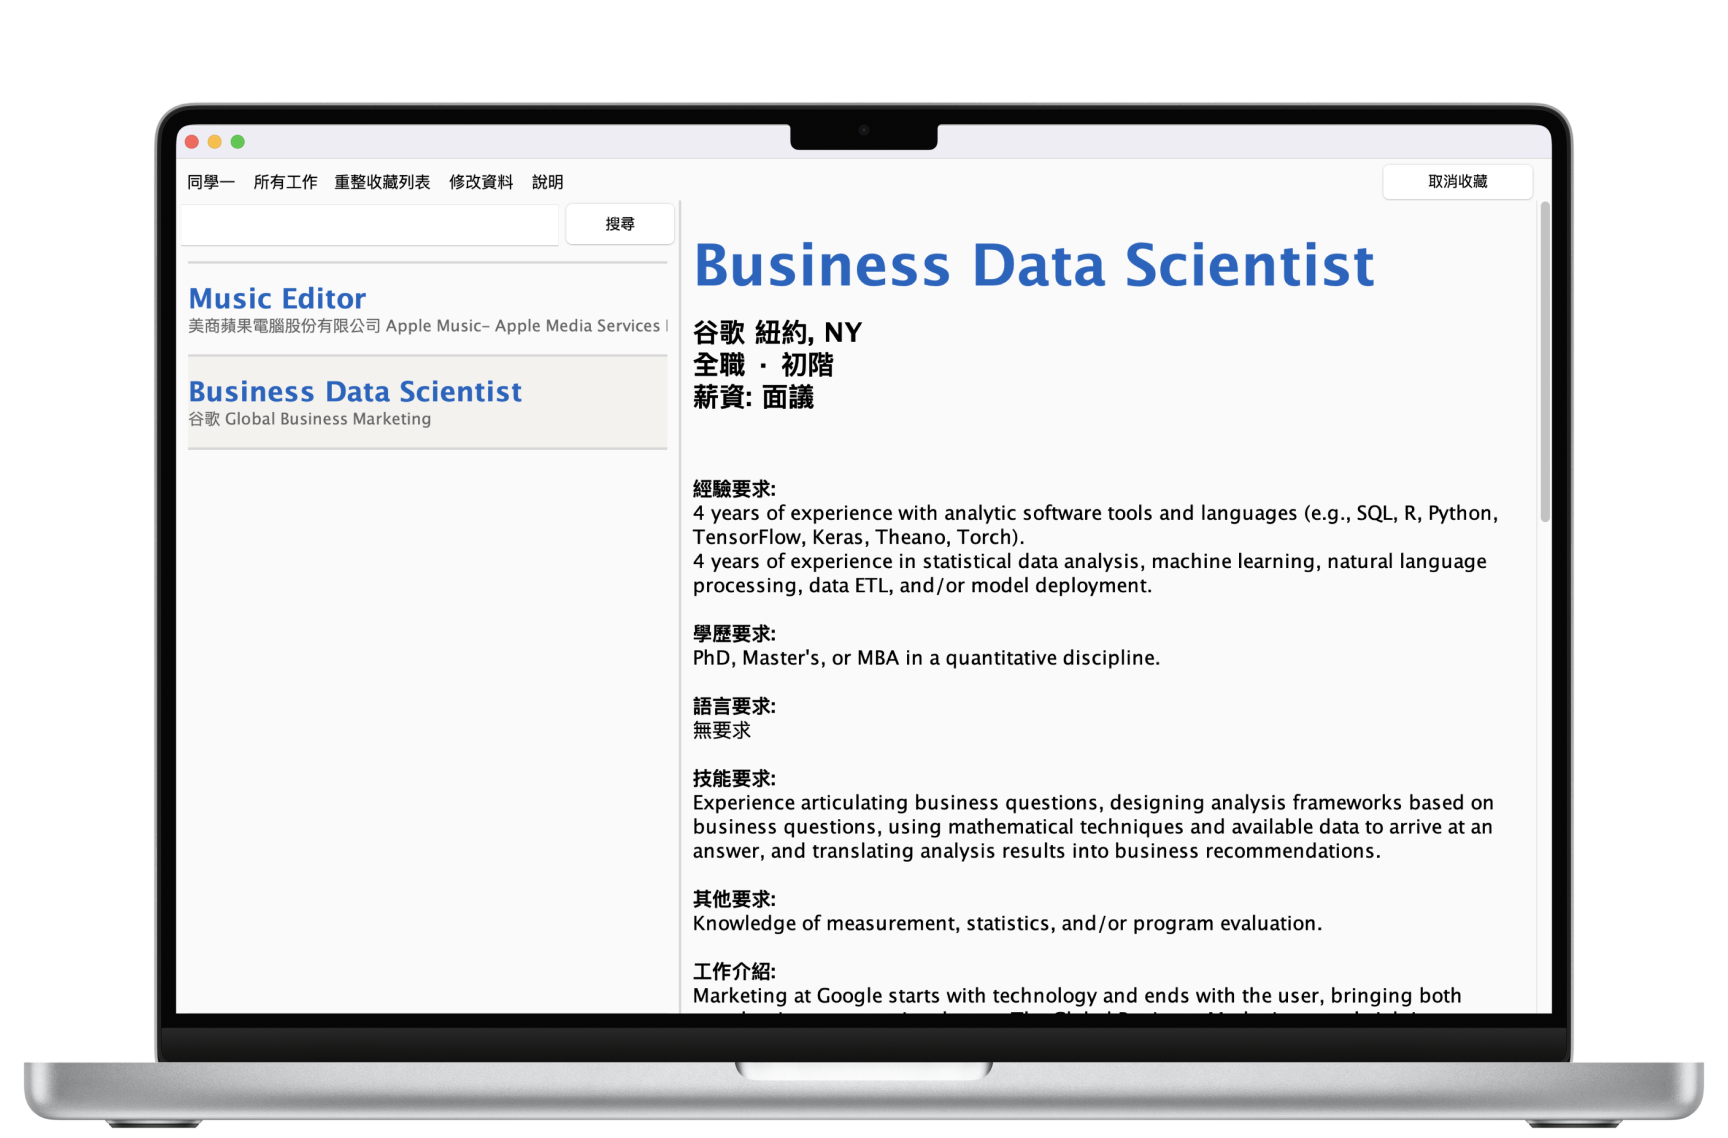 同學一 所有工作 重整收藏列表 修改資料 說明
取消收藏
搜尋
Music Editor
美商蘋果電腦股份有限公司 Apple Music– Apple Media Services
Business Data Scientist
谷歌 Global Business Marketing
Business Data Scientist
谷歌 紐約, NY
全職 · 初階
薪資: 面議
經驗要求:
4 years of experience with analytic software tools and languages (e.g., SQL, R, Python,
TensorFlow, Keras, Theano, Torch).
4 years of experience in statistical data analysis, machine learning, natural language
processing, data ETL, and/or model deployment.
學歷要求:
PhD, Master's, or MBA in a quantitative discipline.
語言要求:
無要求
技能要求:
Experience articulating business questions, designing analysis frameworks based on
business questions, using mathematical techniques and available data to arrive at an
answer, and translating analysis results into business recommendations.
其他要求:
Knowledge of measurement, statistics, and/or program evaluation.
工作介紹:
Marketing at Google starts with technology and ends with the user, bringing both